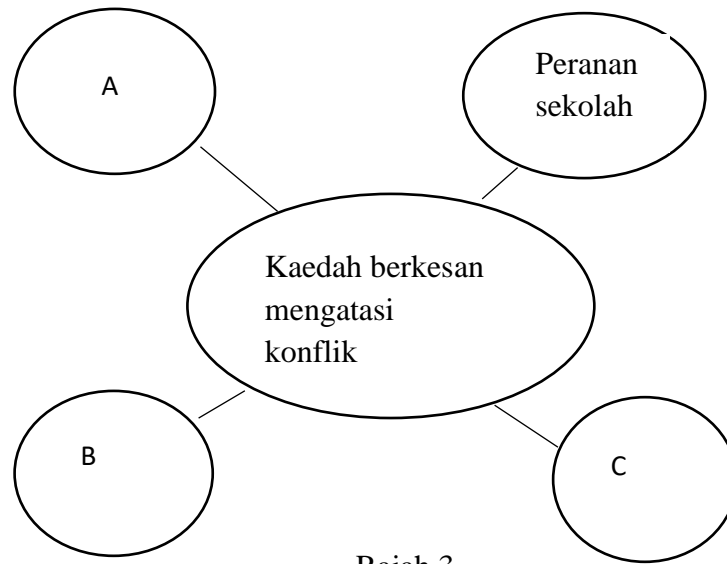 A
Peranan
sekolah
Kaedah berkesan
mengatasi
konflik
B
C
Rajah 3